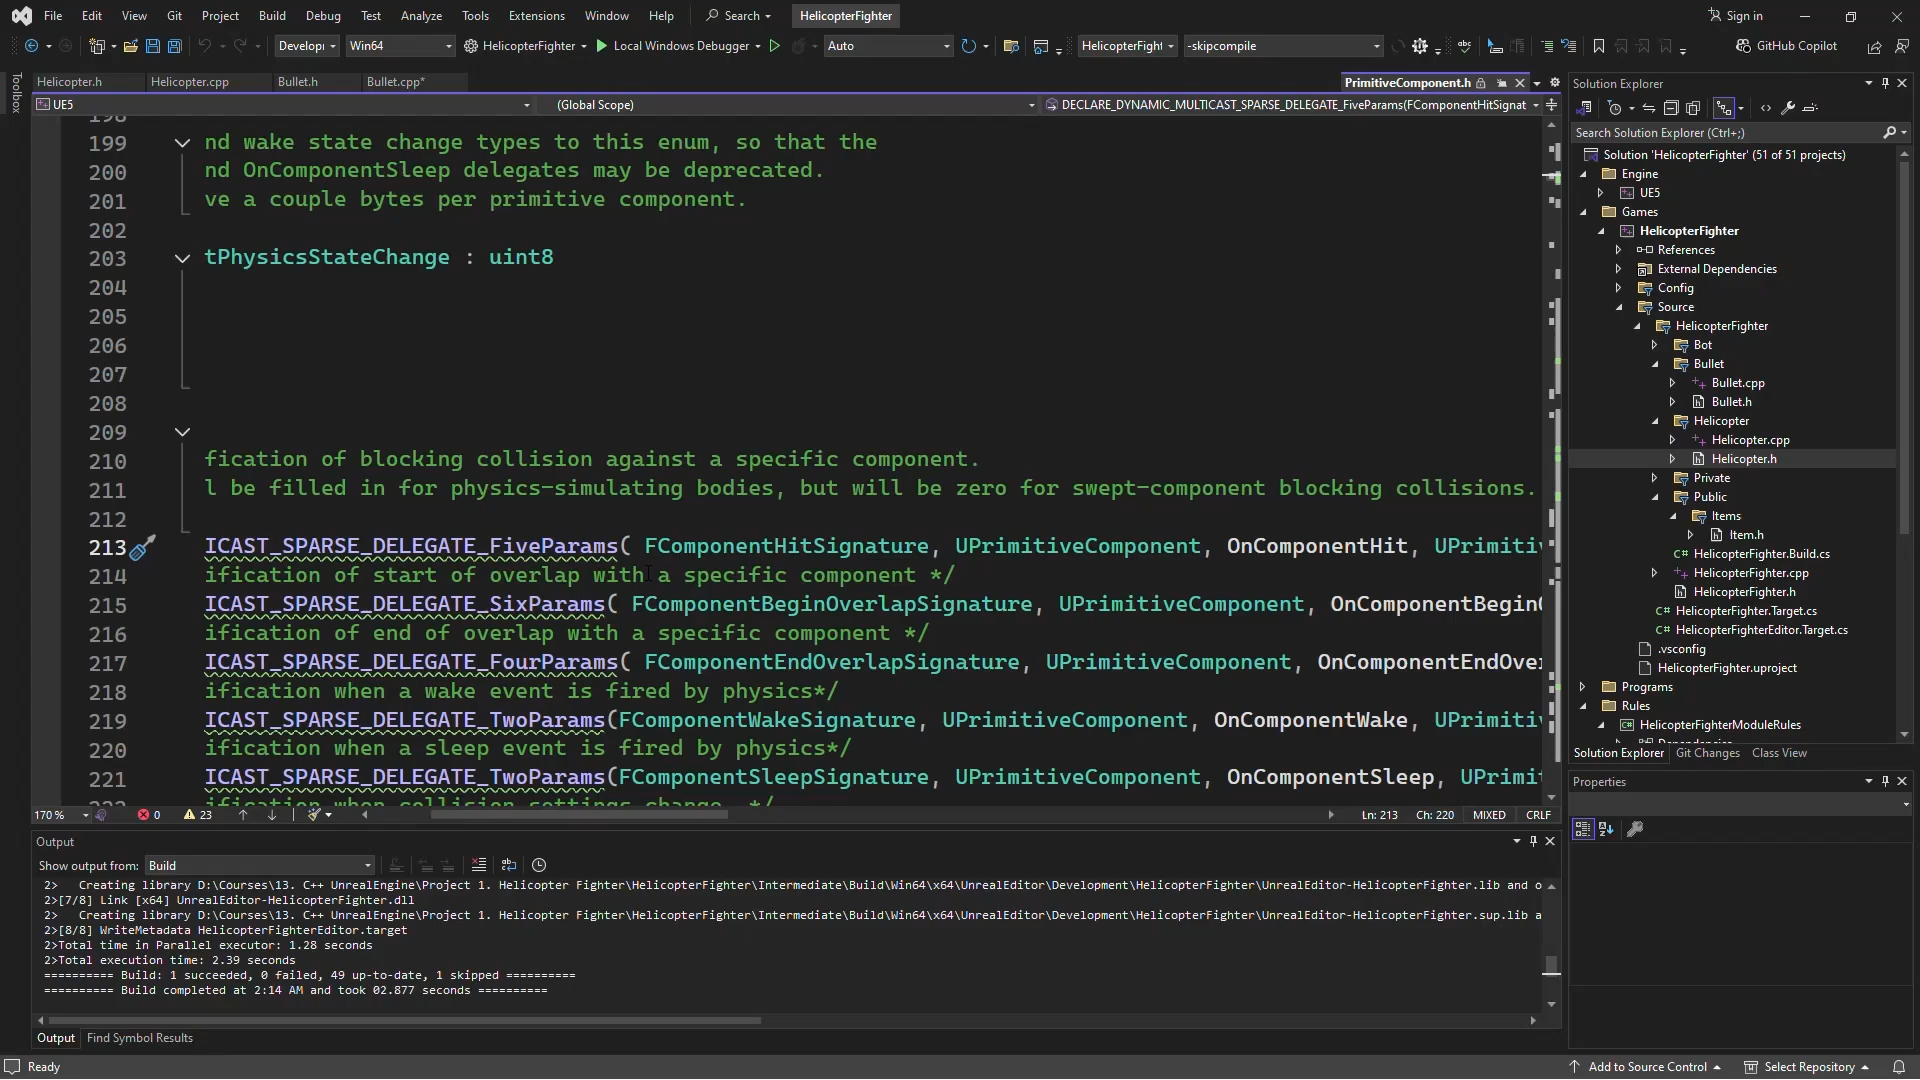 File Edit View Git Project Build Debug Test Analyze Tools Extensions Window Help Search HelicopterFighter Sign in
Developı Win64 HelicopterFighter Local Windows Debugger Auto HelicopterFight -skipcompile GitHub Copilot
Toolbox
Helicopter.h Helicopter.cpp Bullet.h Bullet.cpp* PrimitiveComponent.h
UE5 (Global Scope) DECLARE_DYNAMIC_MULTICAST_SPARSE_DELEGATE_FiveParams(FComponentHitSignat
198
199 nd wake state change types to this enum, so that the
200 nd OnComponentSleep delegates may be deprecated.
201 ve a couple bytes per primitive component.
202
203 tPhysicsStateChange : uint8
204
205
206
207
208
209
210 fication of blocking collision against a specific component.
211 l be filled in for physics-simulating bodies, but will be zero for swept-component blocking collisions.
212
213 ICAST_SPARSE_DELEGATE_FiveParams( FComponentHitSignature, UPrimitiveComponent, OnComponentHit, UPrimiti
214 ification of start of overlap with a specific component */
215 ICAST_SPARSE_DELEGATE_SixParams( FComponentBeginOverlapSignature, UPrimitiveComponent, OnComponentBegin
216 ification of end of overlap with a specific component */
217 ICAST_SPARSE_DELEGATE_FourParams( FComponentEndOverlapSignature, UPrimitiveComponent, OnComponentEndOve
218 ification when a wake event is fired by physics*/
219 ICAST_SPARSE_DELEGATE_TwoParams(FComponentWakeSignature, UPrimitiveComponent, OnComponentWake, UPrimiti
220 ification when a sleep event is fired by physics*/
221 ICAST_SPARSE_DELEGATE_TwoParams(FComponentSleepSignature, UPrimitiveComponent, OnComponentSleep, UPrimit
222 ification when collision settings change. */
170 % 0 23 Ln: 213 Ch: 220 MIXED CRLF
Output
Show output from: Build
2> Creating library D:\Courses\13. C++ UnrealEngine\Project 1. Helicopter Fighter\HelicopterFighter\Intermediate\Build\Win64\x64\UnrealEditor\Development\HelicopterFighter\UnrealEditor-HelicopterFighter.lib and o
2>[7/8] Link [x64] UnrealEditor-HelicopterFighter.dll
2> Creating library D:\Courses\13. C++ UnrealEngine\Project 1. Helicopter Fighter\HelicopterFighter\Intermediate\Build\Win64\x64\UnrealEditor\Development\HelicopterFighter\UnrealEditor-HelicopterFighter.sup.lib a
2>[8/8] WriteMetadata HelicopterFighterEditor.target
2>Total time in Parallel executor: 1.28 seconds
2>Total execution time: 2.39 seconds
========== Build: 1 succeeded, 0 failed, 49 up-to-date, 1 skipped ==========
========== Build completed at 2:14 AM and took 02.877 seconds ==========
Output Find Symbol Results
Ready Add to Source Control Select Repository
Solution Explorer
Search Solution Explorer (Ctrl+;)
Solution 'HelicopterFighter' (51 of 51 projects)
Engine
UE5
Games
HelicopterFighter
References
External Dependencies
Config
Source
HelicopterFighter
Bot
Bullet
Bullet.cpp
Bullet.h
Helicopter
Helicopter.cpp
Helicopter.h
Private
Public
Items
Item.h
HelicopterFighter.Build.cs
HelicopterFighter.cpp
HelicopterFighter.h
HelicopterFighter.Target.cs
HelicopterFighterEditor.Target.cs
.vsconfig
HelicopterFighter.uproject
Programs
Rules
HelicopterFighterModuleRules
Solution Explorer Git Changes Class View
Properties